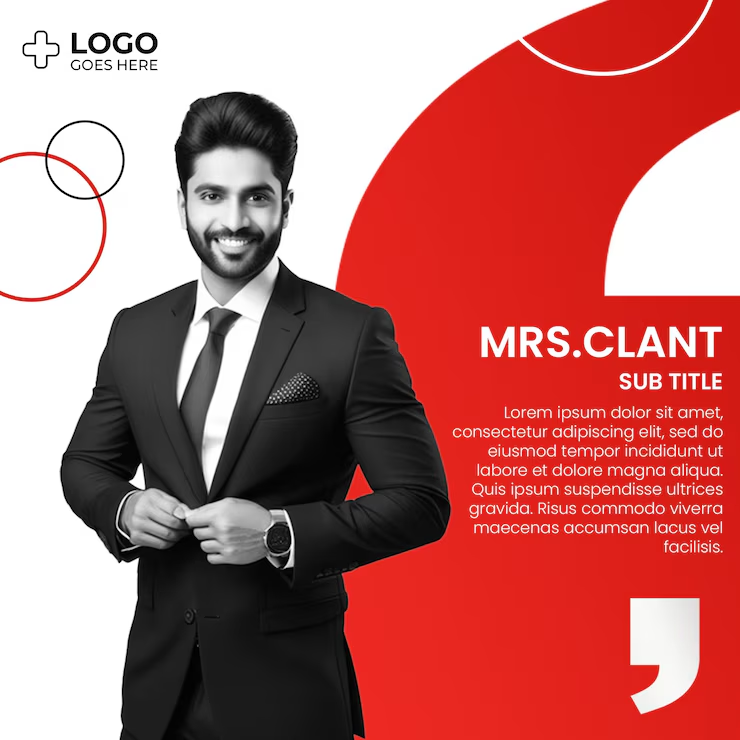 LOGO
GOES HERE
MRS.CLANT
SUB TITLE
Lorem ipsum dolor sit amet,
consectetur adipiscing elit, sed do
eiusmod tempor incididunt ut
labore et dolore magna aliqua.
Quis ipsum suspendisse ultrices
gravida. Risus commodo viverra
maecenas accumsan lacus vel
facilisis.